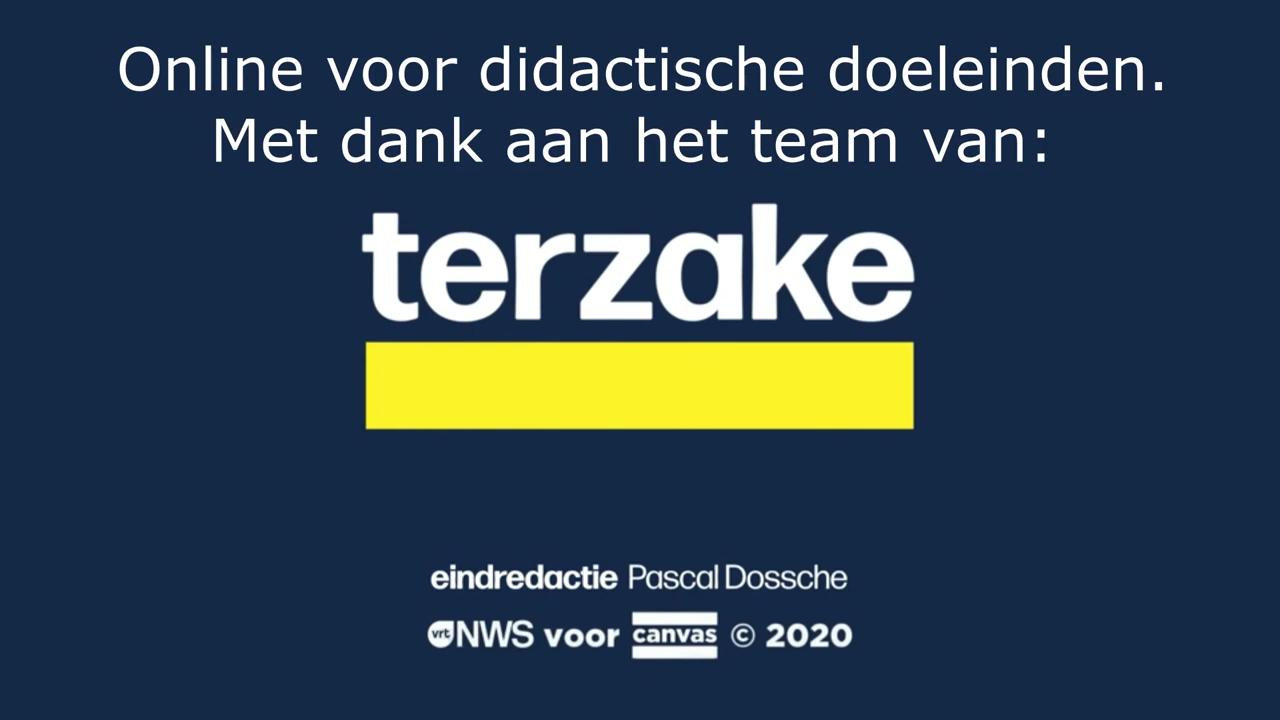 Online voor didactische doeleinden.
Met dank aan het team van:
terzake
eindredactie Pascal Dossche
vrt NWS voor canvas © 2020